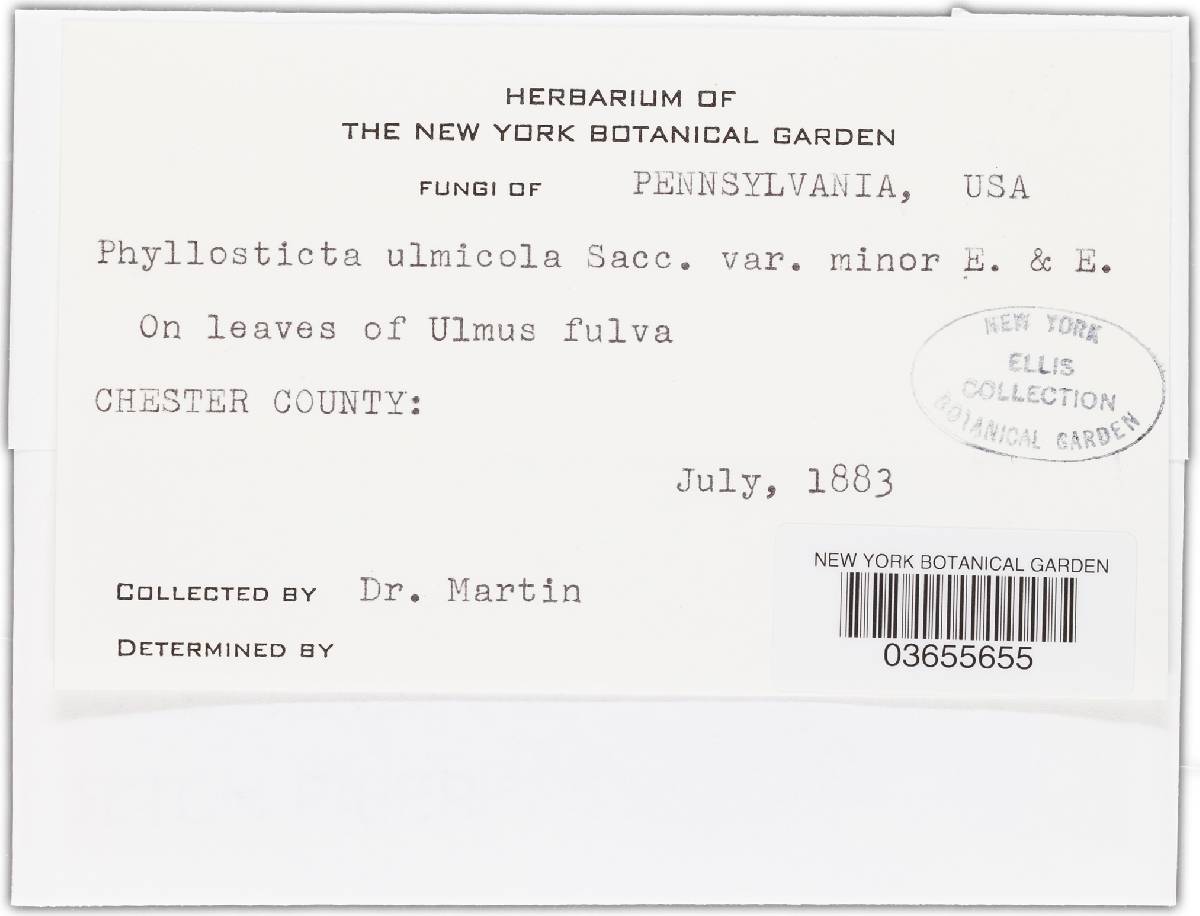 HERBARIUM OF
THE NEW YORK BOTANICAL GARDEN
FUNGI OF PENNSYLVANIA, USA
Phyllosticta ulmicola Sacc. var. minor E. & E.
On leaves of Ulmus fulva
NEW YORK
ELLIS
COLLECTION
BOTANICAL GARDEN
CHESTER COUNTY:
July, 1883
NEW YORK BOTANICAL GARDEN
03655655
COLLECTED BY Dr. Martin
DETERMINED BY